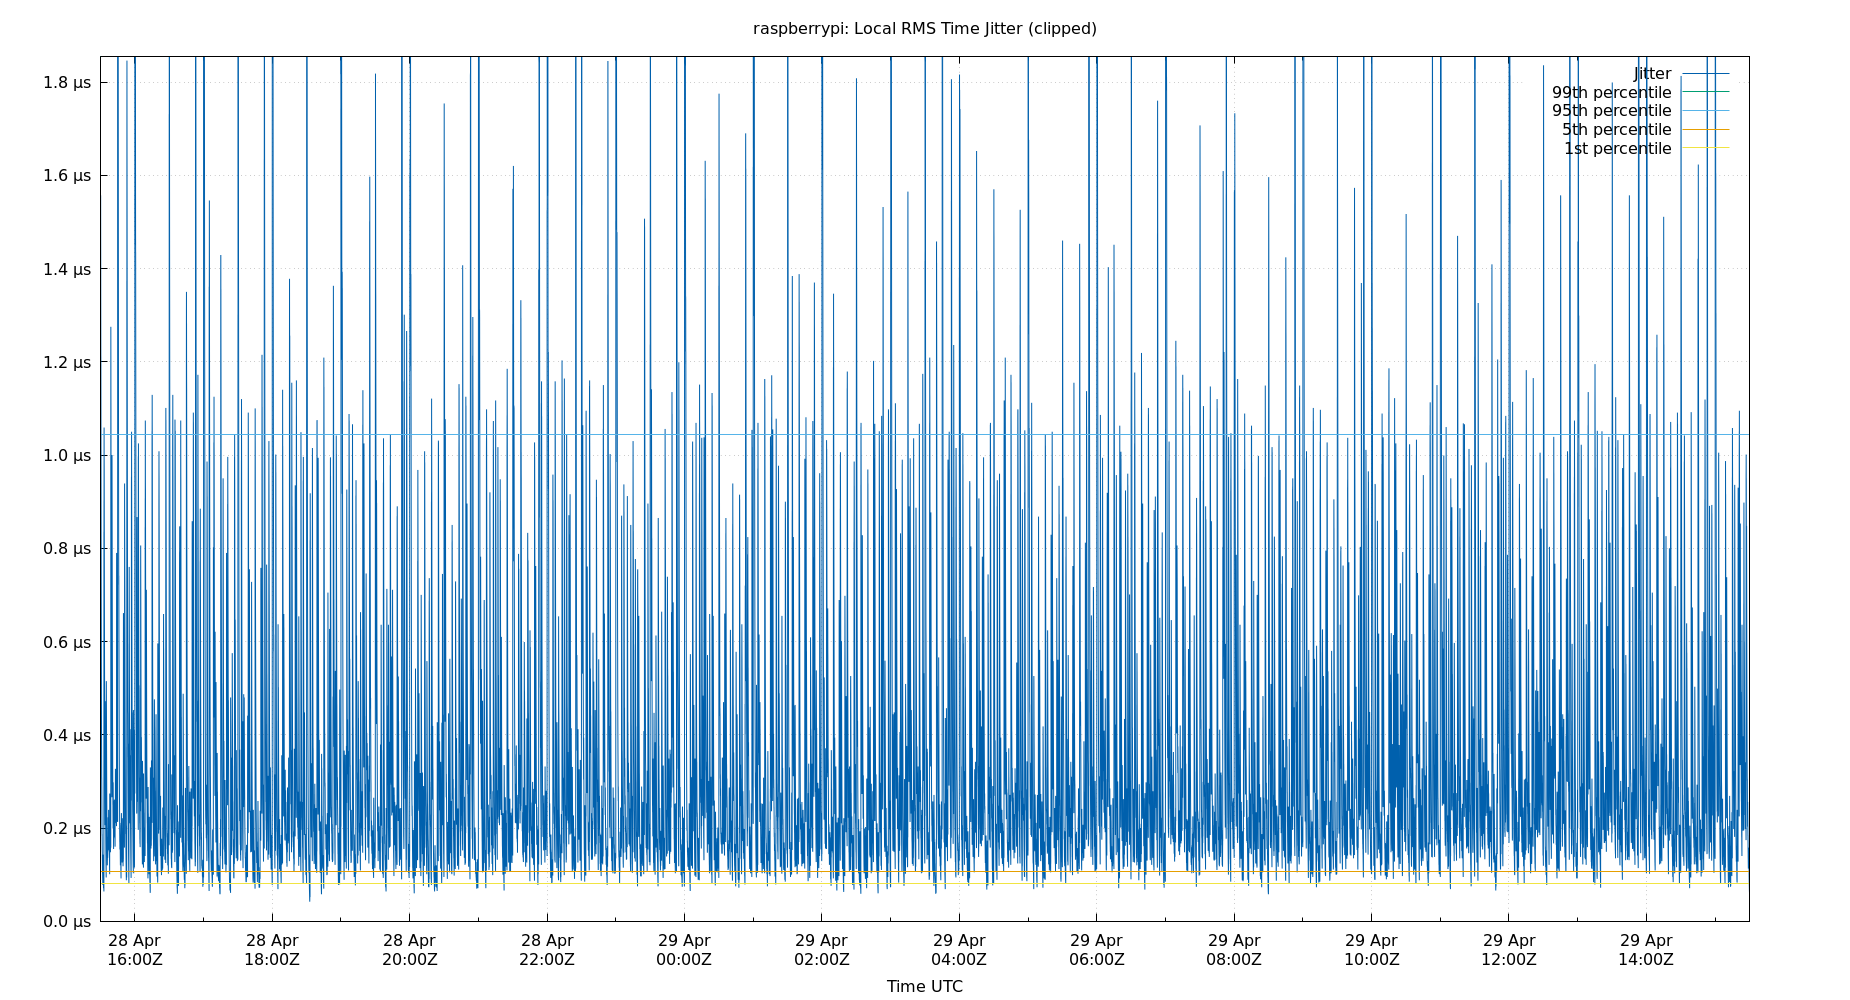 raspberrypi: Local RMS Time Jitter (clipped)
1.8 µs
1.6 µs
1.4 µs
1.2 µs
1.0 µs
0.8 µs
0.6 µs
0.4 µs
0.2 µs
0.0 µs
Jitter
99th percentile
95th percentile
5th percentile
1st percentile
28 Apr 28 Apr 28 Apr 28 Apr 29 Apr 29 Apr 29 Apr 29 Apr 29 Apr 29 Apr 29 Apr 29 Apr
16:00Z 18:00Z 20:00Z 22:00Z 00:00Z 02:00Z 04:00Z 06:00Z 08:00Z 10:00Z 12:00Z 14:00Z
Time UTC